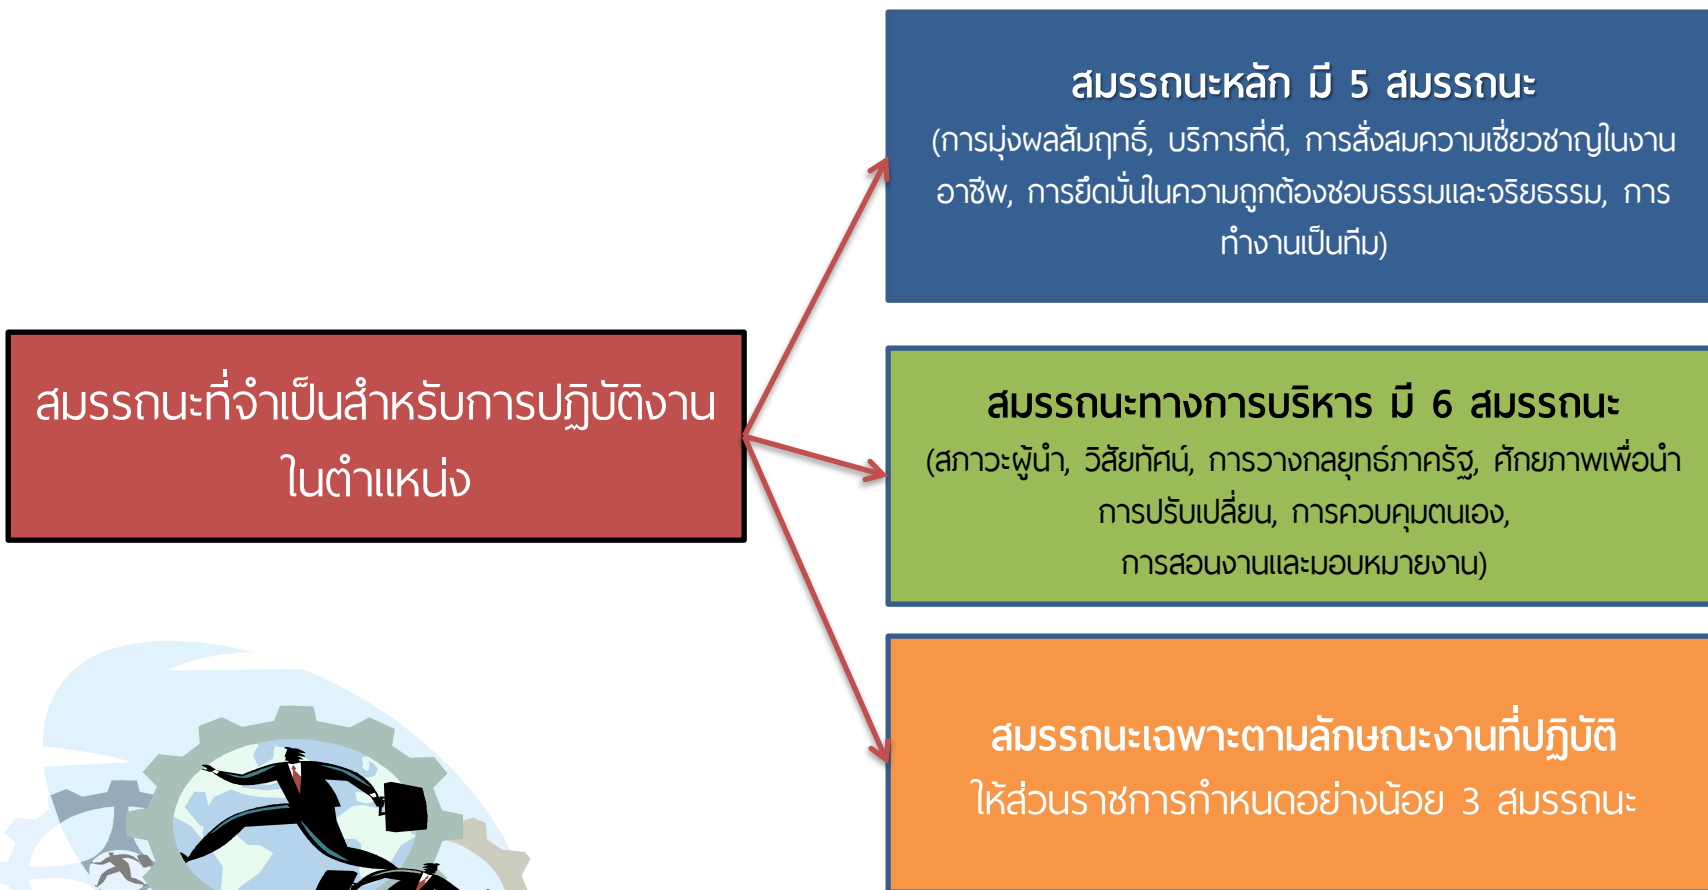 สมรรถนะหลัก มี 5 สมรรถนะ
(การมุ่งผลสัมฤทธิ์, บริการที่ดี, การสั่งสมความเชี่ยวชาญในงาน
อาชีพ, การยึดมั่นในความถูกต้องชอบธรรมและจริยธรรม, การ
ทำงานเป็นทีม)
สมรรถนะที่จำเป็นสำหรับการปฏิบัติงาน
ในตำแหน่ง
สมรรถนะทางการบริหาร มี 6 สมรรถนะ
(สภาวะผู้นำ, วิสัยทัศน์, การวางกลยุทธ์ภาครัฐ, ศักยภาพเพื่อนำ
การปรับเปลี่ยน, การควบคุมตนเอง,
การสอนงานและมอบหมายงาน)
สมรรถนะเฉพาะตามลักษณะงานที่ปฏิบัติ
ให้ส่วนราชการกำหนดอย่างน้อย 3 สมรรถนะ